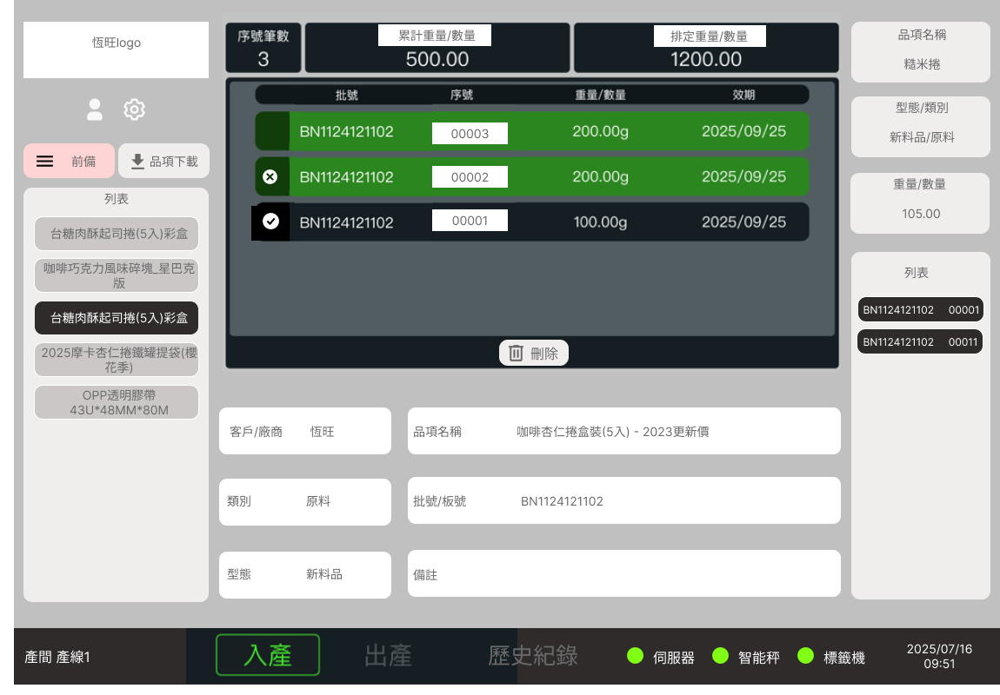 恆旺logo
前備
品項下載
列表
台糖肉酥起司捲(5入)彩盒
咖啡巧克力風味碎塊_星巴克
版
台糖肉酥起司捲(5入)彩盒
2025摩卡杏仁捲鐵罐提袋(櫻
花季)
OPP透明膠帶
43U*48MM*80M
序號筆數
3
累計重量/數量
500.00
排定重量/數量
1200.00
批號 序號 重量/數量 效期
BN1124121102 00003 200.00g 2025/09/25
BN1124121102 00002 200.00g 2025/09/25
BN1124121102 00001 100.00g 2025/09/25
刪除
客戶/廠商 恆旺
品項名稱 咖啡杏仁捲盒裝(5入) - 2023更新價
類別 原料
批號/板號 BN1124121102
型態 新料品
備註
品項名稱
糙米捲
型態/類別
新料品/原料
重量/數量
105.00
列表
BN1124121102 00001
BN1124121102 00011
產間 產線1
入產
出產
歷史紀錄
伺服器
智能秤
標籤機
2025/07/16
09:51